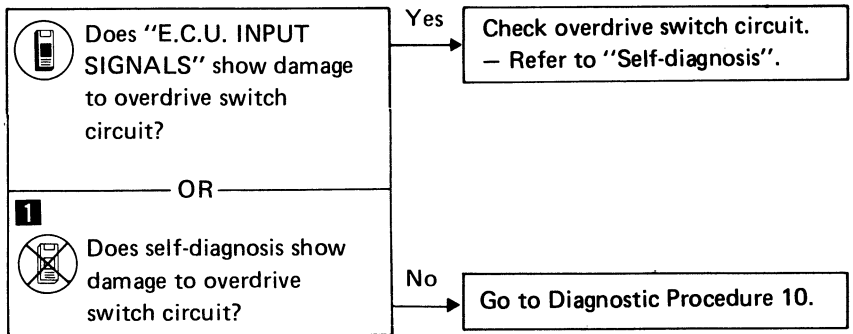 Does "E.C.U. INPUT
SIGNALS" show damage
to overdrive switch
circuit?
Yes
Check overdrive switch circuit.
— Refer to "Self-diagnosis".
OR
1
Does self-diagnosis show
damage to overdrive
switch circuit?
No
Go to Diagnostic Procedure 10.